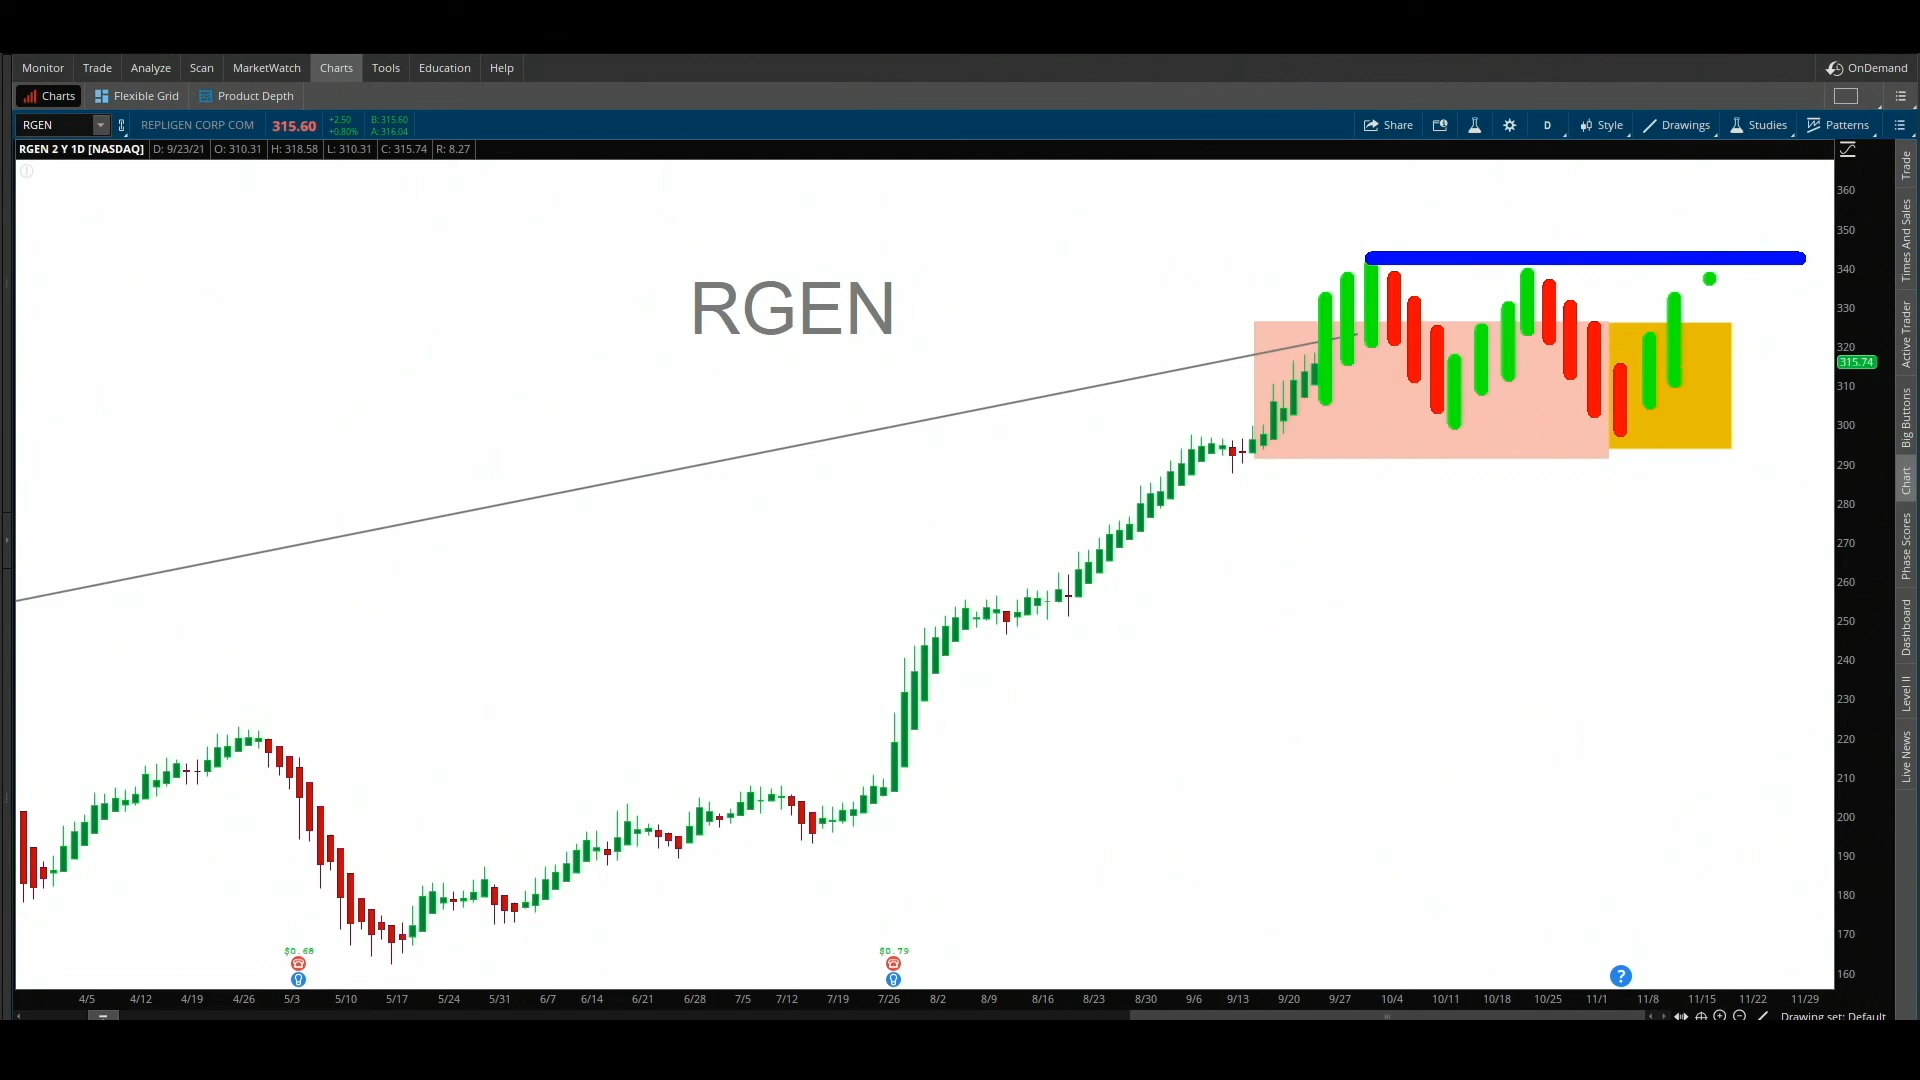 Monitor Trade Analyze Scan MarketWatch Charts Tools Education Help OnDemand
Charts Flexible Grid Product Depth
RGEN REPLIGEN CORP COM 315.60 +2.50 +0.80% B: 315.60 A: 316.04 Share D Style Drawings Studies Patterns
RGEN 2 Y 1D [NASDAQ] D: 9/23/21 O: 310.31 H: 318.58 L: 310.31 C: 315.74 R: 8.27
RGEN
360
350
340
330
320
315.74
310
300
290
280
270
260
250
240
230
220
210
200
190
180
170
160
$0.68 $0.79
?
4/5 4/12 4/19 4/26 5/3 5/10 5/17 5/24 5/31 6/7 6/14 6/21 6/28 7/5 7/12 7/19 7/26 8/2 8/9 8/16 8/23 8/30 9/6 9/13 9/20 9/27 10/4 10/11 10/18 10/25 11/1 11/8 11/15 11/22 11/29
Drawing set: Default
Trade
Times And Sales
Active Trader
Big Buttons
Chart
Phase Scores
Dashboard
Level II
Live News